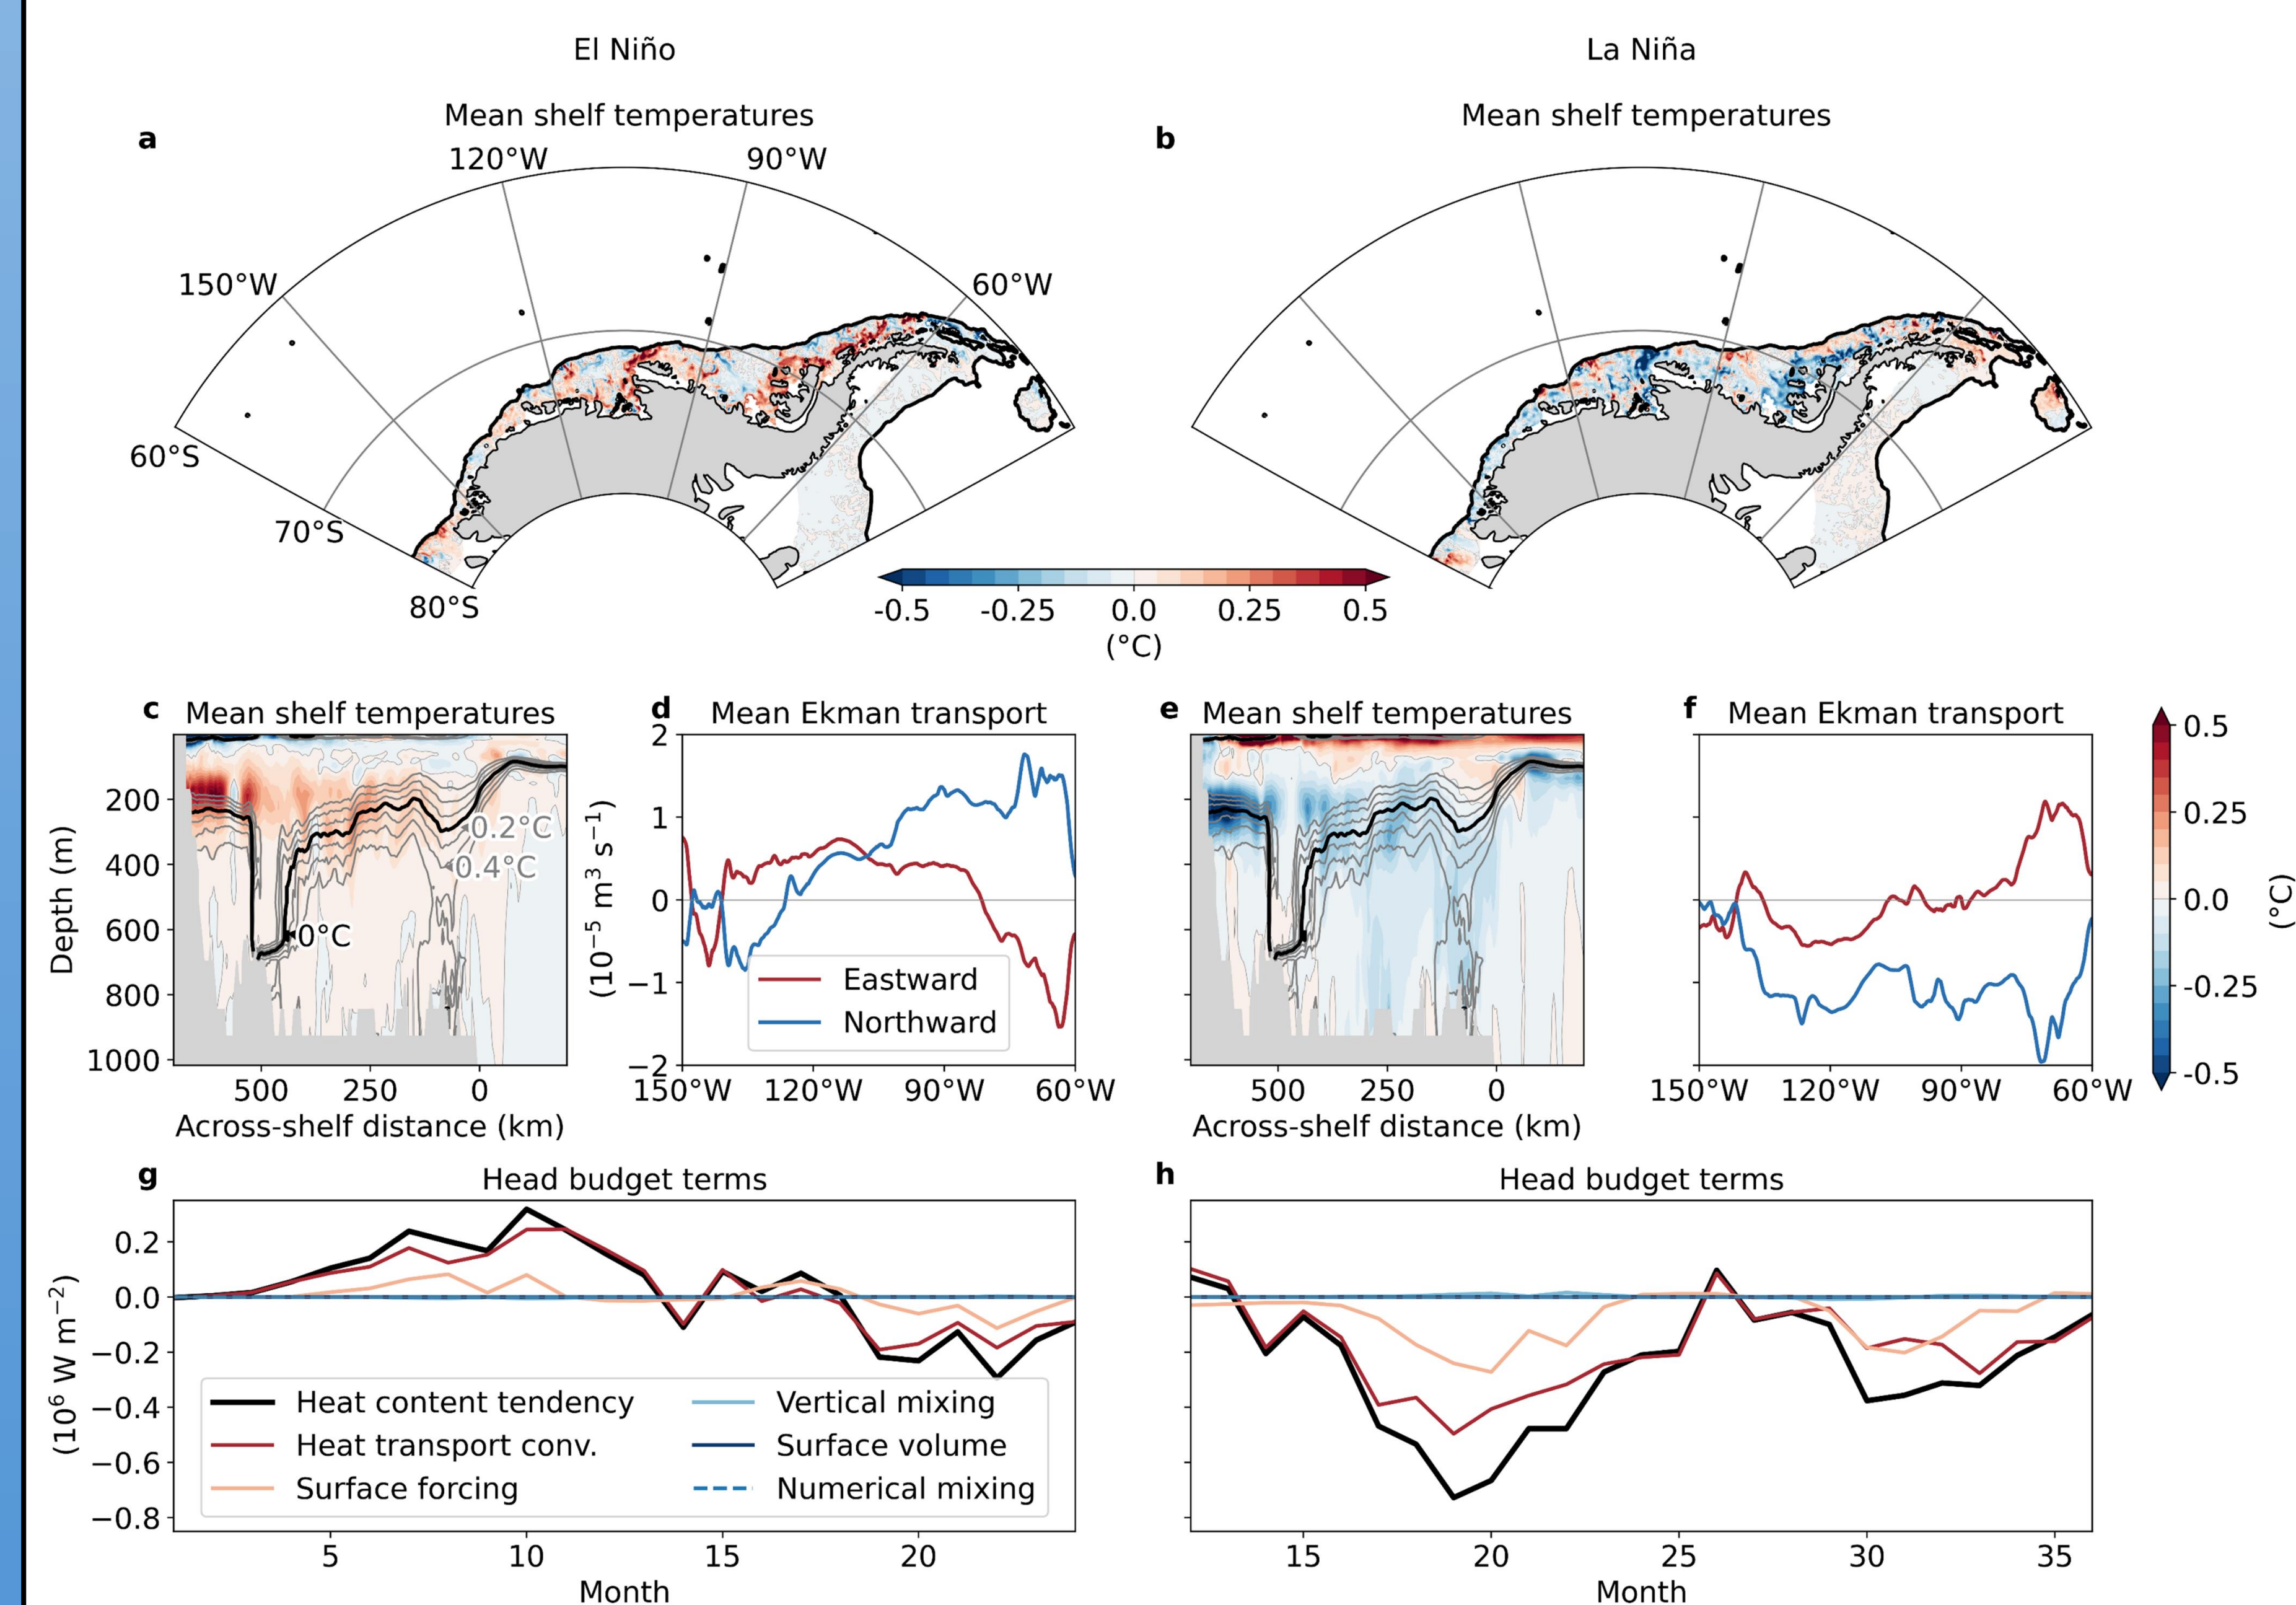 El Niño
La Niña
Mean shelf temperatures
Mean shelf temperatures
a
b
120°W
90°W
150°W
60°W
60°S
70°S
80°S
-0.5
-0.25
0.0
0.25
0.5
(°C)
c Mean shelf temperatures
200
400
600
800
1000
Depth (m)
0.2°C
0.4°C
0°C
500
250
0
Across-shelf distance (km)
d Mean Ekman transport
2
1
0
−1
−2
(10⁻⁵ m³ s⁻¹)
Eastward
Northward
150°W
120°W
90°W
60°W
e Mean shelf temperatures
500
250
0
Across-shelf distance (km)
f Mean Ekman transport
150°W
120°W
90°W
60°W
0.5
0.25
0.0
-0.25
-0.5
(°C)
g Head budget terms
0.2
0.0
−0.2
−0.4
−0.6
−0.8
(10⁶ W m⁻²)
Heat content tendency
Heat transport conv.
Surface forcing
Vertical mixing
Surface volume
Numerical mixing
5
10
15
20
Month
h Head budget terms
15
20
25
30
35
Month